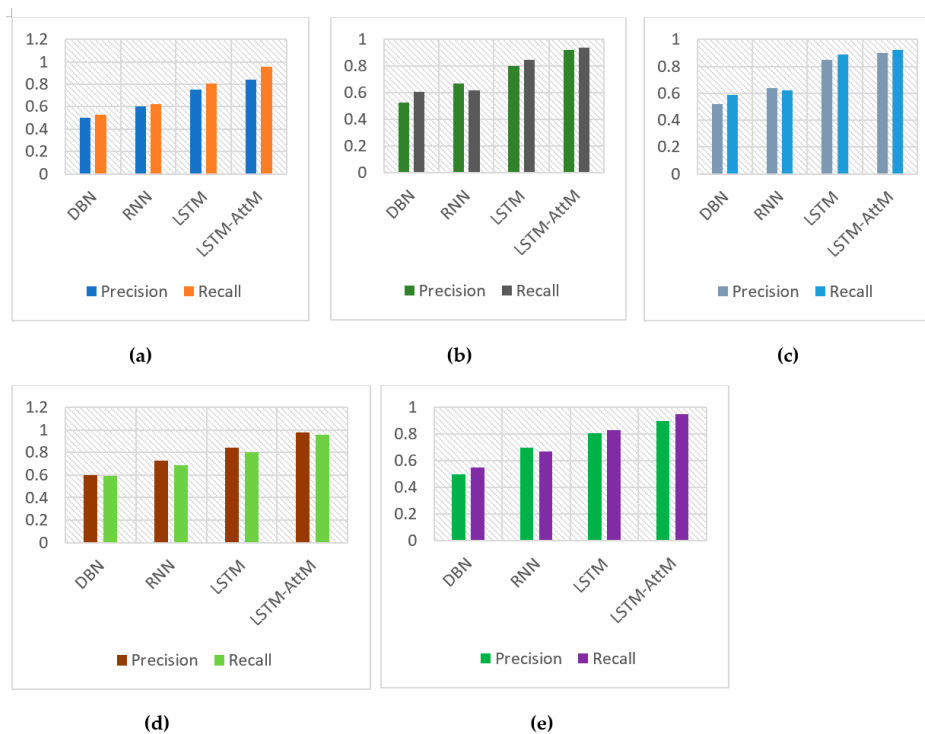 1.2
1
0.8
0.6
0.4
0.2
0
DBN
RNN
LSTM
LSTM-AttM
Precision Recall
(a)
1
0.8
0.6
0.4
0.2
0
DBN
RNN
LSTM
LSTM-AttM
Precision Recall
(b)
1
0.8
0.6
0.4
0.2
0
DBN
RNN
LSTM
LSTM-AttM
Precision Recall
(c)
1.2
1
0.8
0.6
0.4
0.2
0
DBN
RNN
LSTM
LSTM-AttM
Precision Recall
(d)
1
0.8
0.6
0.4
0.2
0
DBN
RNN
LSTM
LSTM-AttM
Precision Recall
(e)